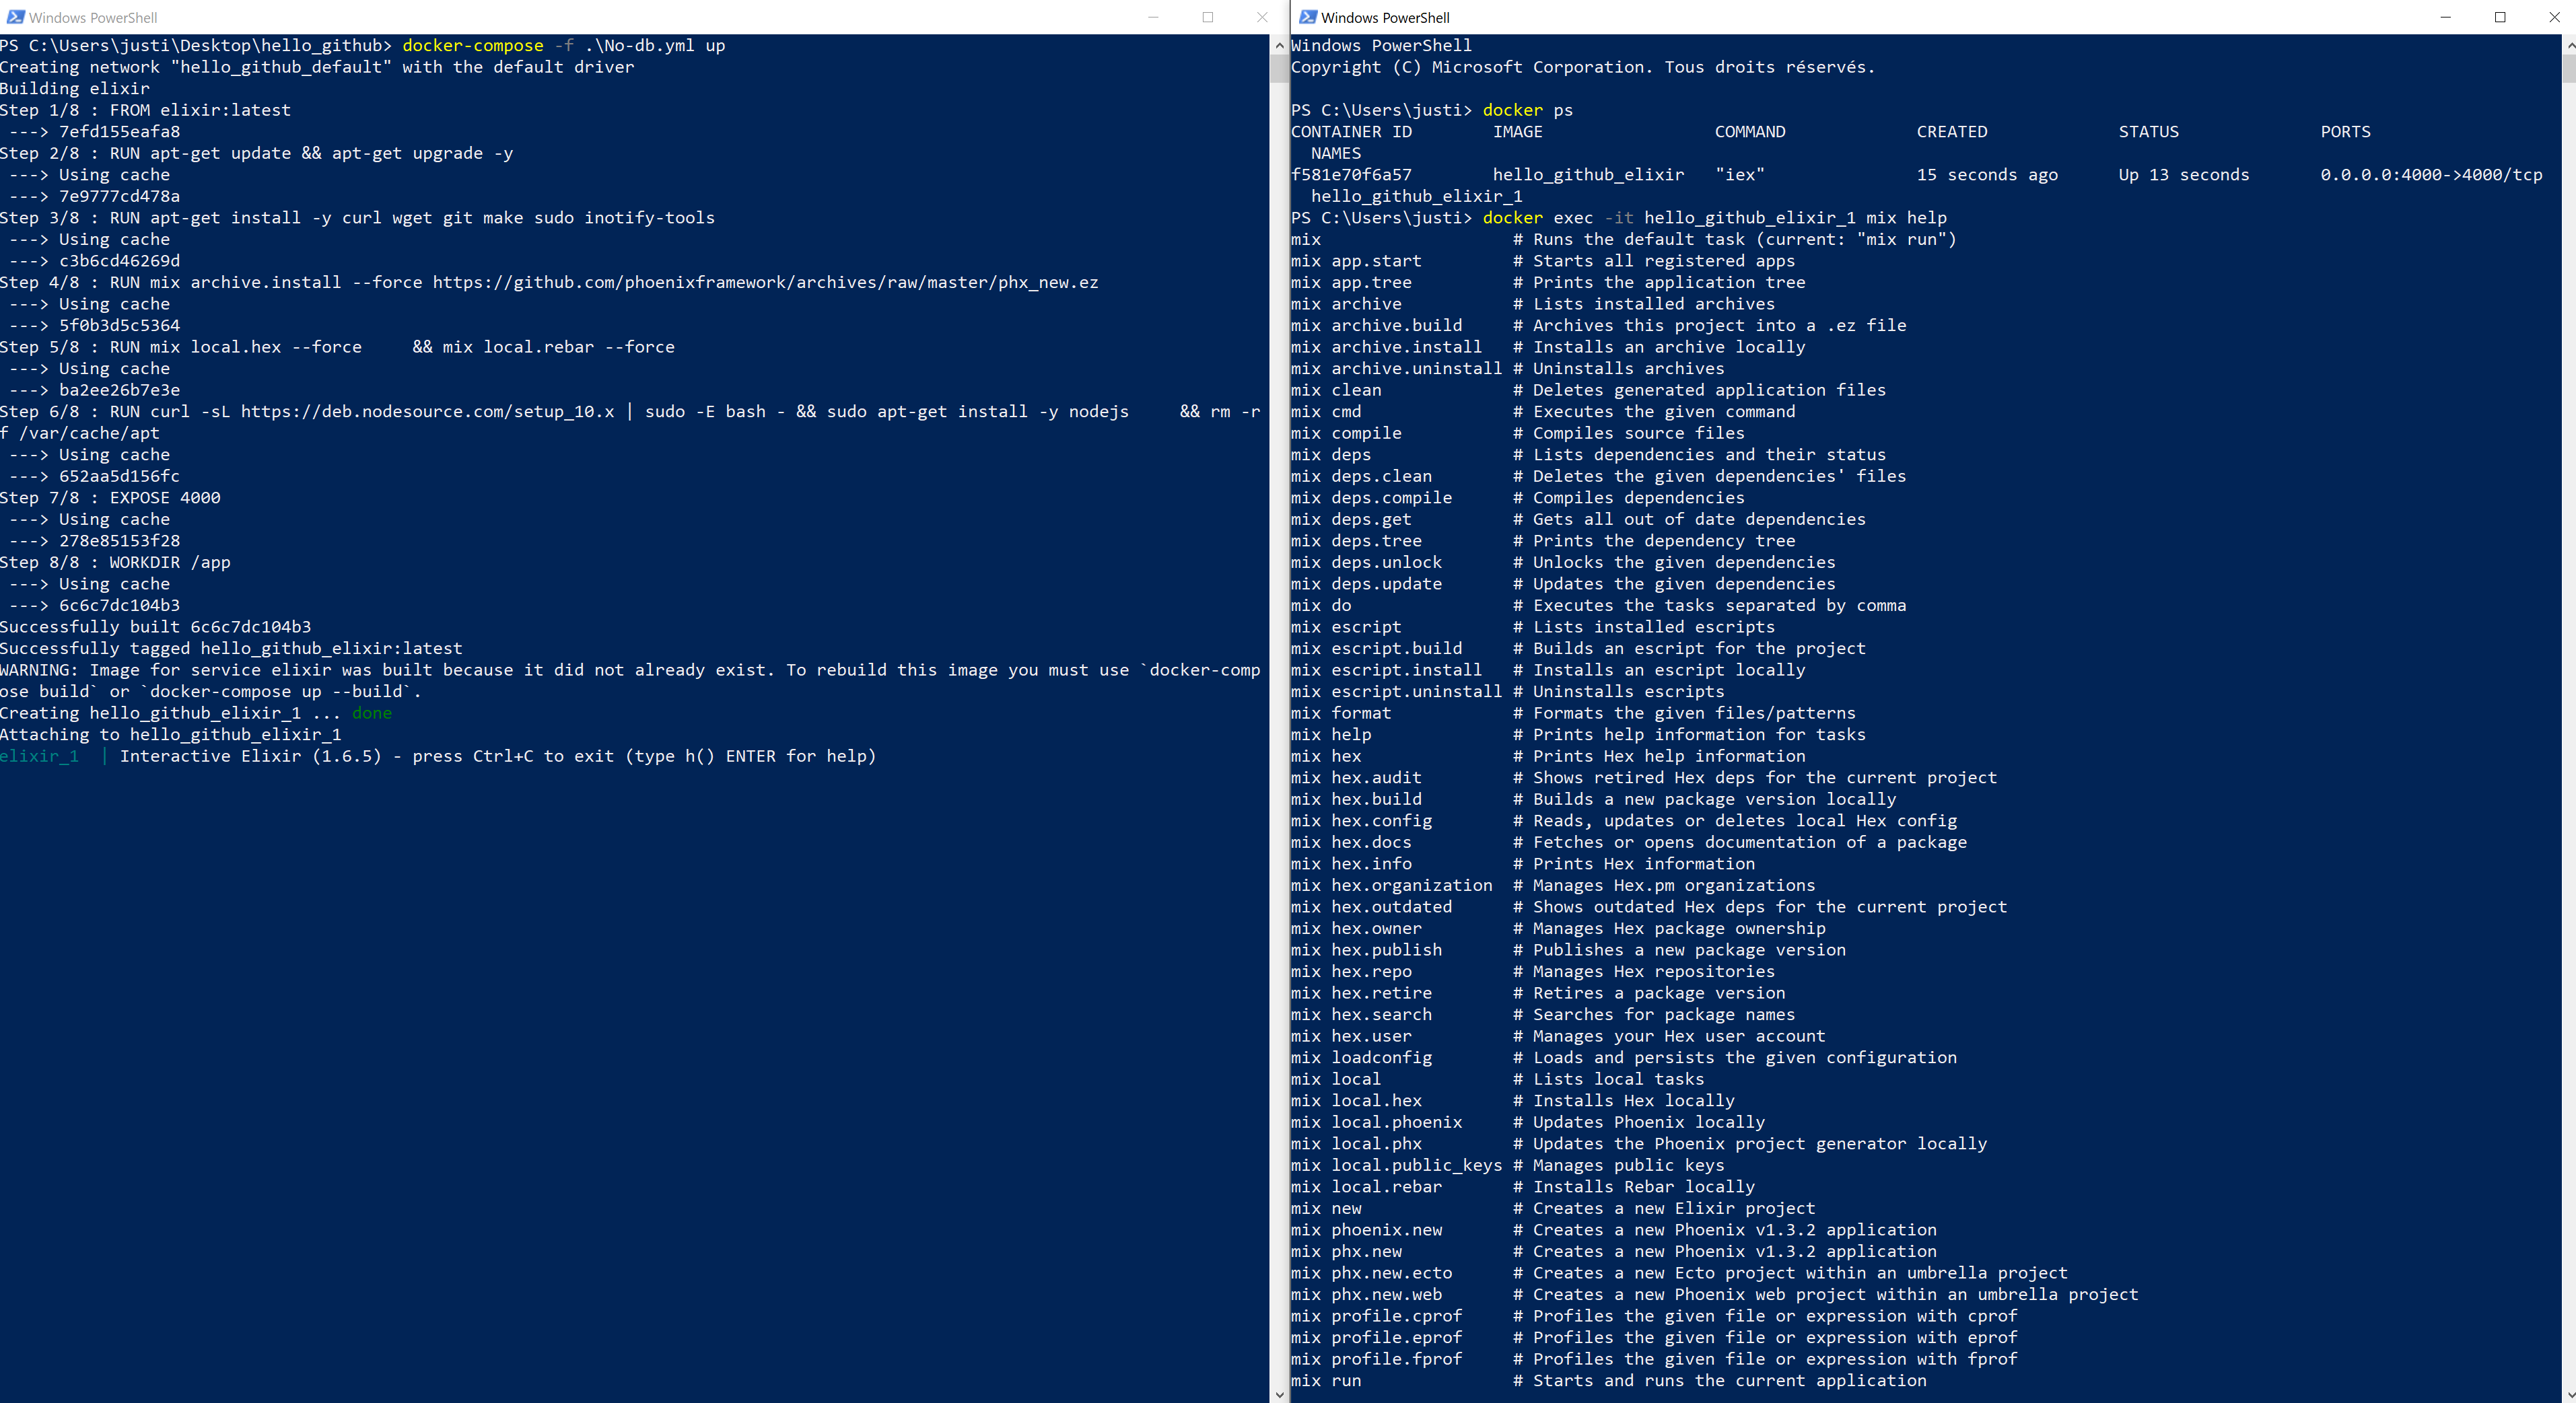 Windows PowerShell
PS C:\Users\justi\Desktop\hello_github> docker-compose -f .\No-db.yml up
Creating network "hello_github_default" with the default driver
Building elixir
Step 1/8 : FROM elixir:latest
 ---> 7efd155eafa8
Step 2/8 : RUN apt-get update && apt-get upgrade -y
 ---> Using cache
 ---> 7e9777cd478a
Step 3/8 : RUN apt-get install -y curl wget git make sudo inotify-tools
 ---> Using cache
 ---> c3b6cd46269d
Step 4/8 : RUN mix archive.install --force https://github.com/phoenixframework/archives/raw/master/phx_new.ez
 ---> Using cache
 ---> 5f0b3d5c5364
Step 5/8 : RUN mix local.hex --force     && mix local.rebar --force
 ---> Using cache
 ---> ba2ee26b7e3e
Step 6/8 : RUN curl -sL https://deb.nodesource.com/setup_10.x | sudo -E bash - && sudo apt-get install -y nodejs     && rm -r
f /var/cache/apt
 ---> Using cache
 ---> 652aa5d156fc
Step 7/8 : EXPOSE 4000
 ---> Using cache
 ---> 278e85153f28
Step 8/8 : WORKDIR /app
 ---> Using cache
 ---> 6c6c7dc104b3
Successfully built 6c6c7dc104b3
Successfully tagged hello_github_elixir:latest
WARNING: Image for service elixir was built because it did not already exist. To rebuild this image you must use `docker-comp
ose build` or `docker-compose up --build`.
Creating hello_github_elixir_1 ... done
Attaching to hello_github_elixir_1
elixir_1  | Interactive Elixir (1.6.5) - press Ctrl+C to exit (type h() ENTER for help)
Windows PowerShell
Windows PowerShell
Copyright (C) Microsoft Corporation. Tous droits réservés.
PS C:\Users\justi> docker ps
CONTAINER ID        IMAGE                 COMMAND             CREATED             STATUS              PORTS
  NAMES
f581e70f6a57        hello_github_elixir   "iex"               15 seconds ago      Up 13 seconds       0.0.0.0:4000->4000/tcp
  hello_github_elixir_1
PS C:\Users\justi> docker exec -it hello_github_elixir_1 mix help
mix                   # Runs the default task (current: "mix run")
mix app.start         # Starts all registered apps
mix app.tree          # Prints the application tree
mix archive           # Lists installed archives
mix archive.build     # Archives this project into a .ez file
mix archive.install   # Installs an archive locally
mix archive.uninstall # Uninstalls archives
mix clean             # Deletes generated application files
mix cmd               # Executes the given command
mix compile           # Compiles source files
mix deps              # Lists dependencies and their status
mix deps.clean        # Deletes the given dependencies' files
mix deps.compile      # Compiles dependencies
mix deps.get          # Gets all out of date dependencies
mix deps.tree         # Prints the dependency tree
mix deps.unlock       # Unlocks the given dependencies
mix deps.update       # Updates the given dependencies
mix do                # Executes the tasks separated by comma
mix escript           # Lists installed escripts
mix escript.build     # Builds an escript for the project
mix escript.install   # Installs an escript locally
mix escript.uninstall # Uninstalls escripts
mix format            # Formats the given files/patterns
mix help              # Prints help information for tasks
mix hex               # Prints Hex help information
mix hex.audit         # Shows retired Hex deps for the current project
mix hex.build         # Builds a new package version locally
mix hex.config        # Reads, updates or deletes local Hex config
mix hex.docs          # Fetches or opens documentation of a package
mix hex.info          # Prints Hex information
mix hex.organization  # Manages Hex.pm organizations
mix hex.outdated      # Shows outdated Hex deps for the current project
mix hex.owner         # Manages Hex package ownership
mix hex.publish       # Publishes a new package version
mix hex.repo          # Manages Hex repositories
mix hex.retire        # Retires a package version
mix hex.search        # Searches for package names
mix hex.user          # Manages your Hex user account
mix loadconfig        # Loads and persists the given configuration
mix local             # Lists local tasks
mix local.hex         # Installs Hex locally
mix local.phoenix     # Updates Phoenix locally
mix local.phx         # Updates the Phoenix project generator locally
mix local.public_keys # Manages public keys
mix local.rebar       # Installs Rebar locally
mix new               # Creates a new Elixir project
mix phoenix.new       # Creates a new Phoenix v1.3.2 application
mix phx.new           # Creates a new Phoenix v1.3.2 application
mix phx.new.ecto      # Creates a new Ecto project within an umbrella project
mix phx.new.web       # Creates a new Phoenix web project within an umbrella project
mix profile.cprof     # Profiles the given file or expression with cprof
mix profile.eprof     # Profiles the given file or expression with eprof
mix profile.fprof     # Profiles the given file or expression with fprof
mix run               # Starts and runs the current application